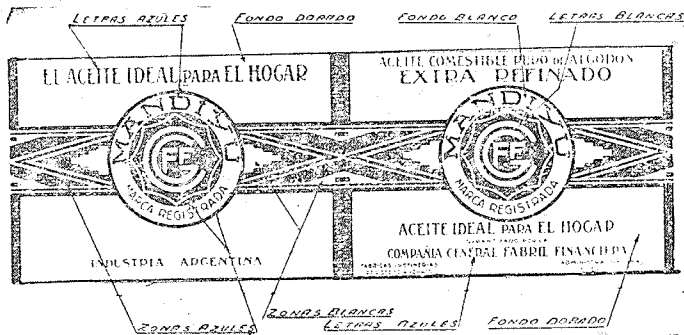 LETRAS AZULES
FONDO DORADO
FONDO BLANCO
LETRAS BLANCAS
EL ACEITE IDEAL PARA EL HOGAR
ACEITE COMESTIBLE PURO DE ALGODON
EXTRA REFINADO
MANDIYU
CGFF
MARCA REGISTRADA
MANDIYU
CGFF
MARCA REGISTRADA
INDUSTRIA ARGENTINA
ACEITE IDEAL PARA EL HOGAR
COMPAÑIA GENERAL FABRIL FINANCIERA
ZONAS AZULES
ZONAS BLANCAS
LETRAS AZULES
FONDO DORADO